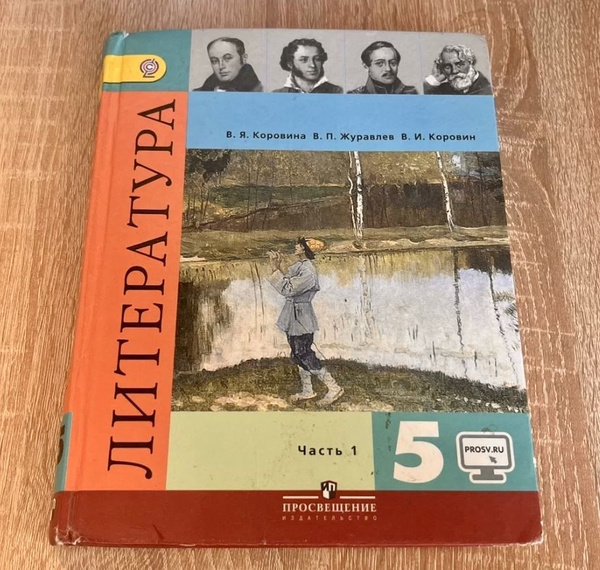 В. Я. Коровина В. П. Журавлев В. И. Коровин
ЛИТЕРАТУРА
Часть 1
5
PROSV.RU
ПРОСВЕЩЕНИЕ
ИЗДАТЕЛЬСТВО